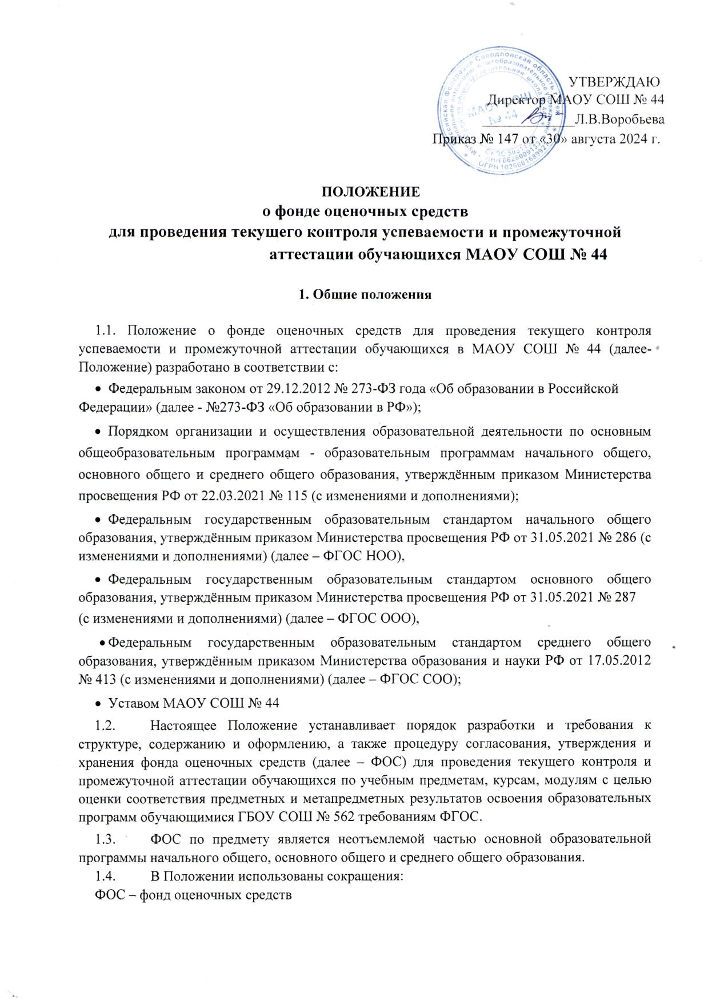 УТВЕРЖДАЮ
Директор МАОУ СОШ № 44
Л.В.Воробьева
Приказ № 147 от «30» августа 2024 г.
МАОУ СОШ
№ 44
ПОЛОЖЕНИЕ
о фонде оценочных средств
для проведения текущего контроля успеваемости и промежуточной
аттестации обучающихся МАОУ СОШ № 44
1. Общие положения
1.1. Положение о фонде оценочных средств для проведения текущего контроля
успеваемости и промежуточной аттестации обучающихся в МАОУ СОШ № 44 (далее-
Положение) разработано в соответствии с:
• Федеральным законом от 29.12.2012 № 273-ФЗ года «Об образовании в Российской
Федерации» (далее - №273-ФЗ «Об образовании в РФ»);
• Порядком организации и осуществления образовательной деятельности по основным
общеобразовательным программам - образовательным программам начального общего,
основного общего и среднего общего образования, утверждённым приказом Министерства
просвещения РФ от 22.03.2021 № 115 (с изменениями и дополнениями);
• Федеральным государственным образовательным стандартом начального общего
образования, утверждённым приказом Министерства просвещения РФ от 31.05.2021 № 286 (с
изменениями и дополнениями) (далее – ФГОС НОО),
• Федеральным государственным образовательным стандартом основного общего
образования, утверждённым приказом Министерства просвещения РФ от 31.05.2021 № 287
(с изменениями и дополнениями) (далее – ФГОС ООО),
• Федеральным государственным образовательным стандартом среднего общего
образования, утверждённым приказом Министерства образования и науки РФ от 17.05.2012
№ 413 (с изменениями и дополнениями) (далее – ФГОС СОО);
• Уставом МАОУ СОШ № 44
1.2. Настоящее Положение устанавливает порядок разработки и требования к
структуре, содержанию и оформлению, а также процедуру согласования, утверждения и
хранения фонда оценочных средств (далее – ФОС) для проведения текущего контроля и
промежуточной аттестации обучающихся по учебным предметам, курсам, модулям с целью
оценки соответствия предметных и метапредметных результатов освоения образовательных
программ обучающимися ГБОУ СОШ № 562 требованиям ФГОС.
1.3. ФОС по предмету является неотъемлемой частью основной образовательной
программы начального общего, основного общего и среднего общего образования.
1.4. В Положении использованы сокращения:
ФОС – фонд оценочных средств